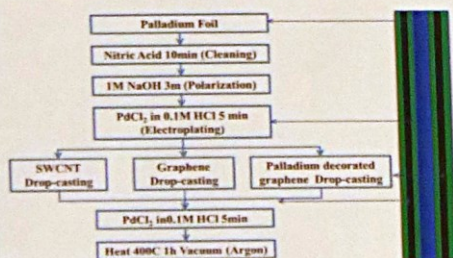 Palladium Foil
Nitric Acid 10min (Cleaning)
1M NaOH 3m (Polarization)
PdCl₂ in 0.1M HCl 5 min
(Electroplating)
SWCNT
Drop-casting
Graphene
Drop-casting
Palladium decorated
graphene Drop-casting
PdCl₂ in0.1M HCl 5min
Heat 400C 1h Vacuum (Argon)